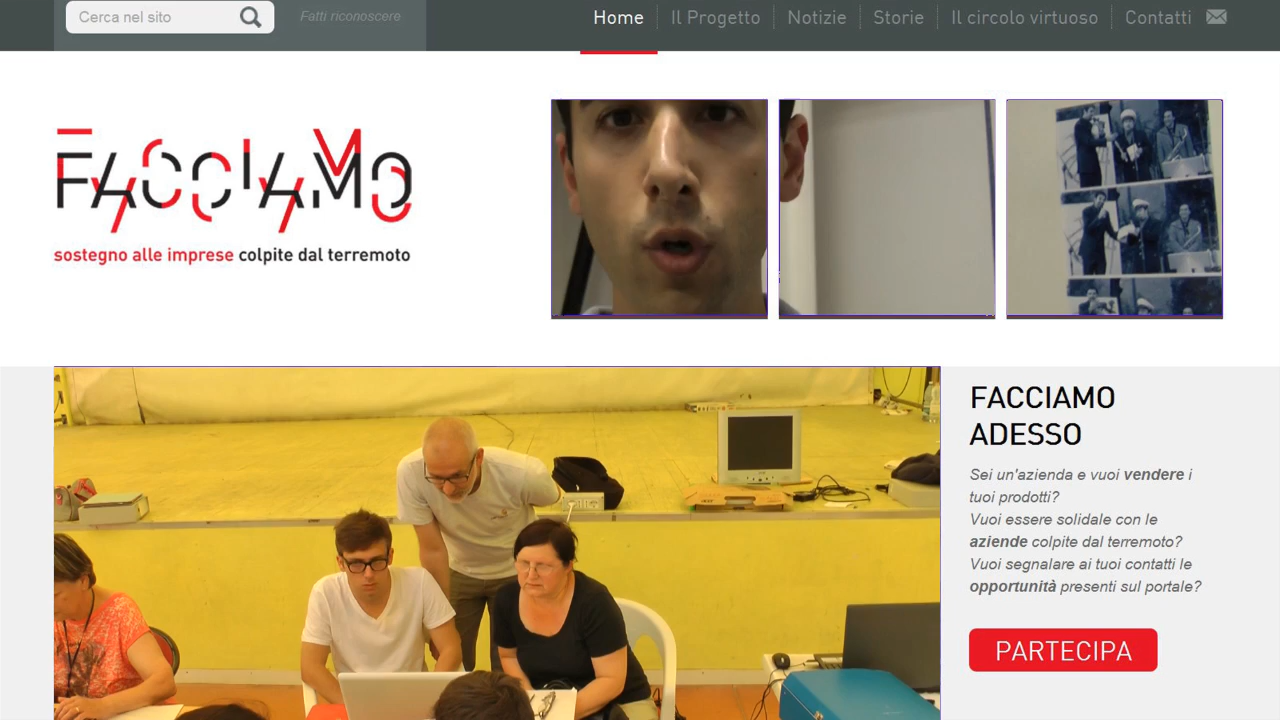 Cerca nel sito
Fatti riconoscere
Home
Il Progetto
Notizie
Storie
Il circolo virtuoso
Contatti
FACCIAMO
sostegno alle imprese colpite dal terremoto
FACCIAMO
ADESSO
Sei un'azienda e vuoi vendere i
tuoi prodotti?
Vuoi essere solidale con le
aziende colpite dal terremoto?
Vuoi segnalare ai tuoi contatti le
opportunità presenti sul portale?
PARTECIPA